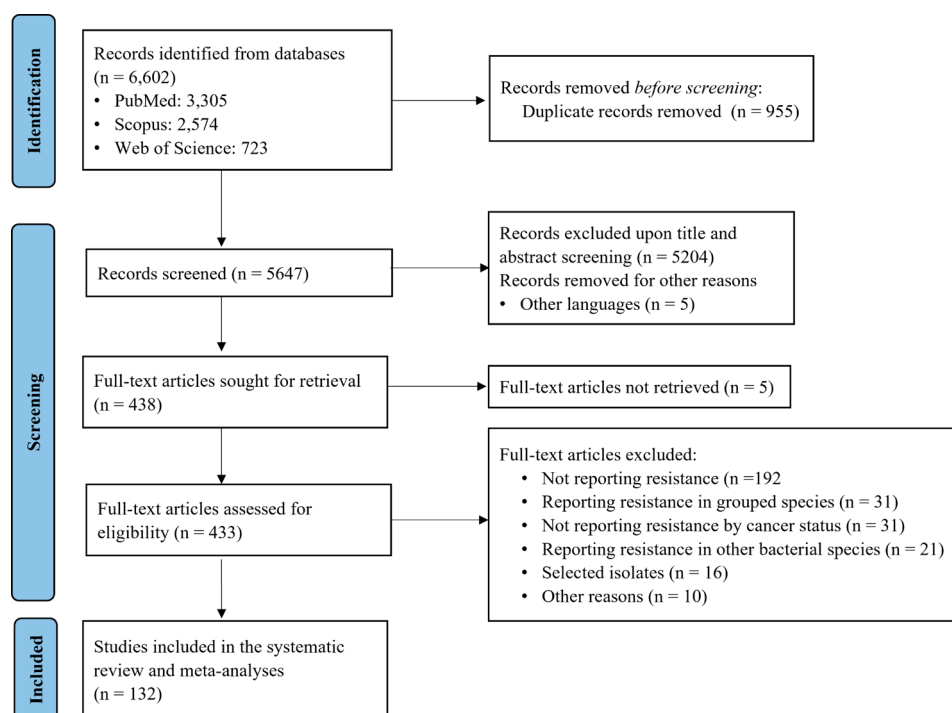 Identification
Records identified from databases
(n = 6,602)
• PubMed: 3,305
• Scopus: 2,574
• Web of Science: 723
Records removed before screening:
Duplicate records removed (n = 955)
Screening
Records screened (n = 5647)
Records excluded upon title and
abstract screening (n = 5204)
Records removed for other reasons
• Other languages (n = 5)
Full-text articles sought for retrieval
(n = 438)
Full-text articles not retrieved (n = 5)
Full-text articles assessed for
eligibility (n = 433)
Full-text articles excluded:
• Not reporting resistance (n =192
• Reporting resistance in grouped species (n = 31)
• Not reporting resistance by cancer status (n = 31)
• Reporting resistance in other bacterial species (n = 21)
• Selected isolates (n = 16)
• Other reasons (n = 10)
Included
Studies included in the systematic
review and meta-analyses
(n = 132)